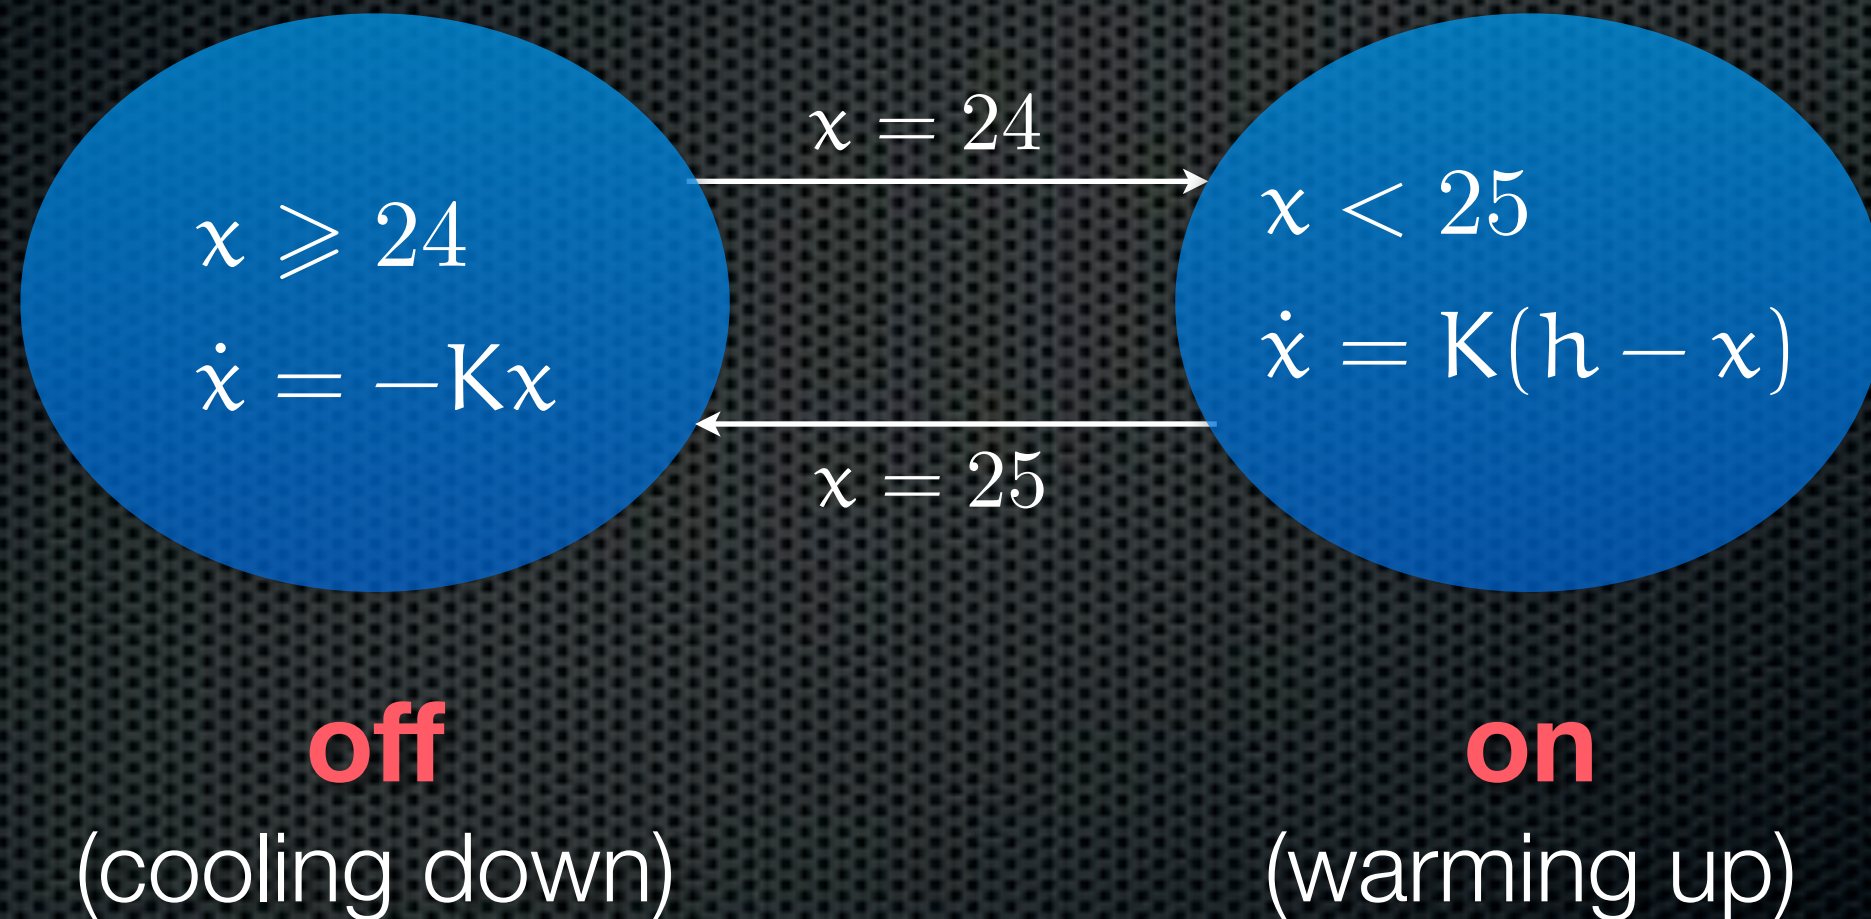 x = 24
x ⩾ 24
ẋ = −Kx
x < 25
ẋ = K(h − x)
x = 25
off
(cooling down)
on
(warming up)